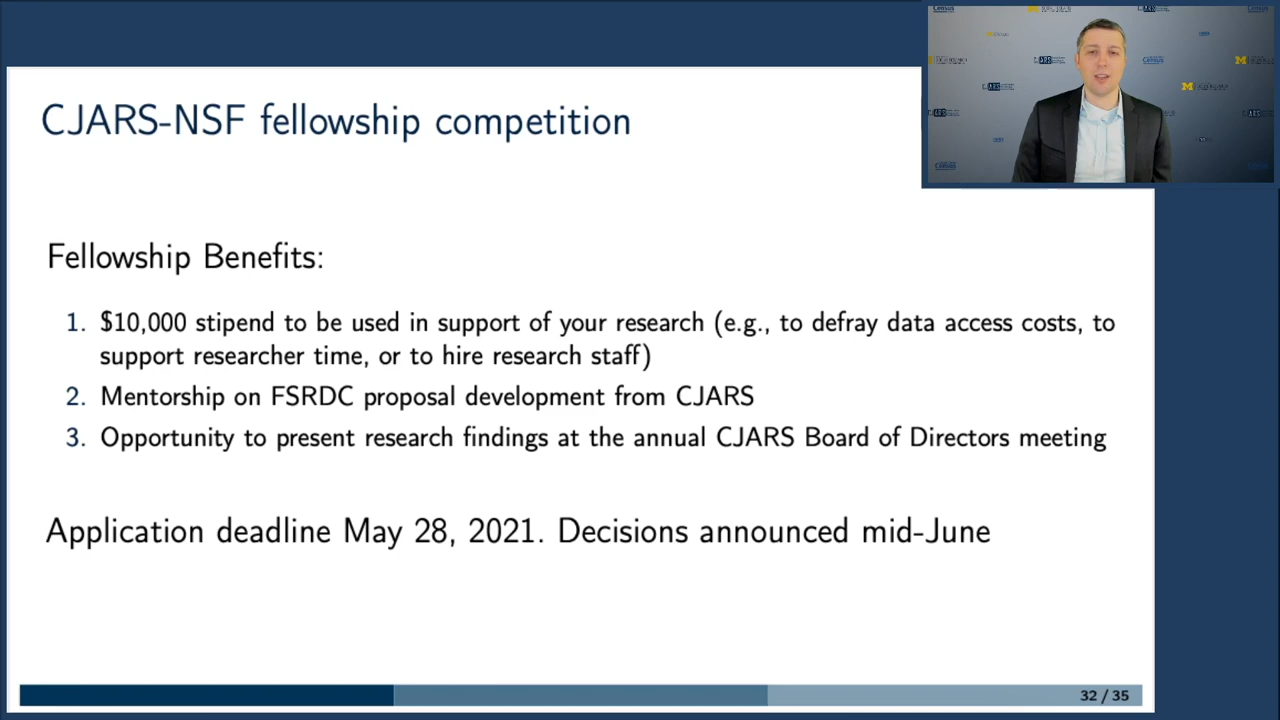 CJARS-NSF fellowship competition
Fellowship Benefits:
1. $10,000 stipend to be used in support of your research (e.g., to defray data access costs, to
support researcher time, or to hire research staff)
2. Mentorship on FSRDC proposal development from CJARS
3. Opportunity to present research findings at the annual CJARS Board of Directors meeting
Application deadline May 28, 2021. Decisions announced mid-June
32 / 35